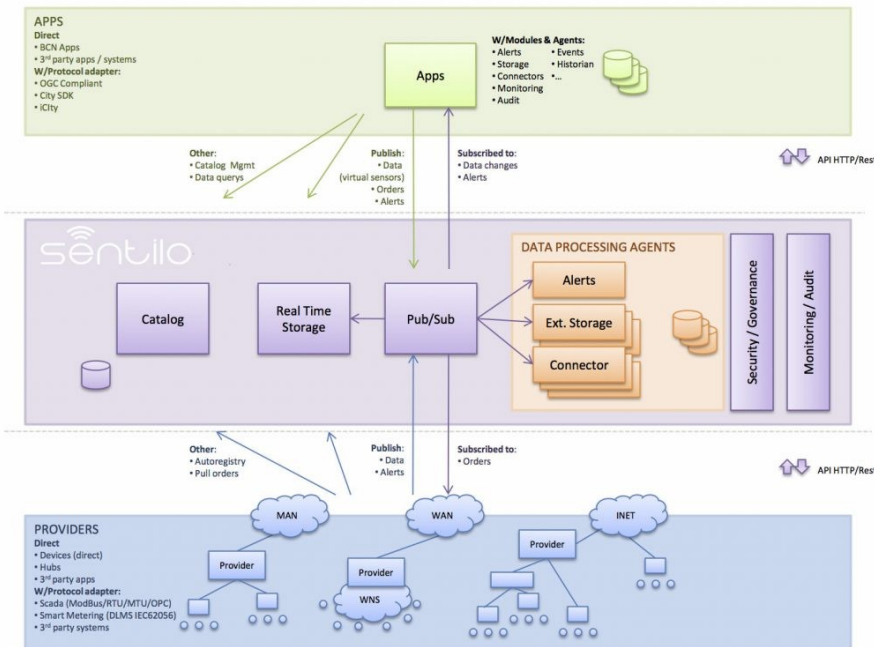 APPS
Direct
• BCN Apps
• 3rd party apps / systems
W/Protocol adapter:
• OGC Compliant
• City SDK
• iCIty
Apps
W/Modules & Agents:
• Alerts
• Storage
• Connectors
• Monitoring
• Audit
• Events
• Historian
•...
Other:
• Catalog Mgmt
• Data querys
Publish:
• Data
(virtual sensors)
• Orders
• Alerts
Subscribed to:
• Data changes
• Alerts
API HTTP/Rest
sentilo
Catalog
Real Time
Storage
Pub/Sub
DATA PROCESSING AGENTS
Alerts
Ext. Storage
Connector
Security / Governance
Monitoring / Audit
Other:
• Autoregistry
• Pull orders
Publish:
• Data
• Alerts
Subscribed to:
• Orders
API HTTP/Rest
PROVIDERS
Direct
• Devices (direct)
• Hubs
• 3rd party apps
W/Protocol adapter:
• Scada (ModBus/RTU/MTU/OPC)
• Smart Metering (DLMS IEC62056)
• 3rd party systems
MAN
Provider
WAN
Provider
WNS
INET
Provider